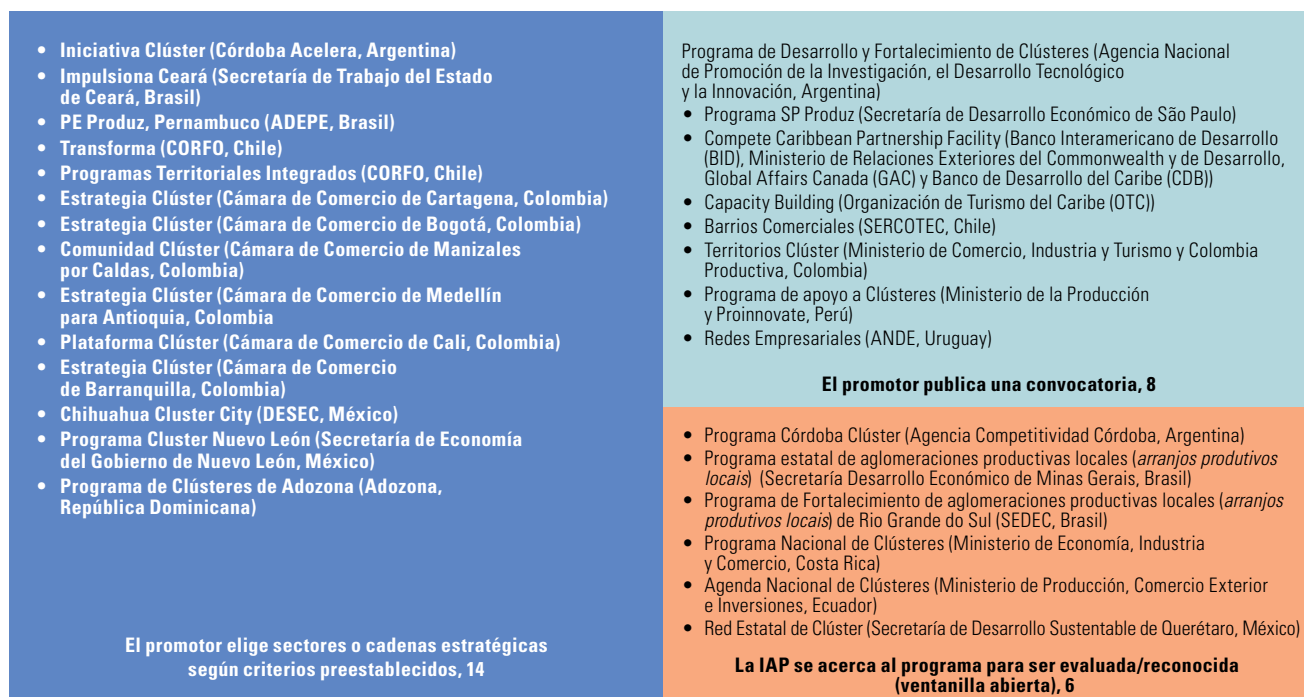 • Iniciativa Clúster (Córdoba Acelera, Argentina)
• Impulsiona Ceará (Secretaría de Trabajo del Estado
de Ceará, Brasil)
• PE Produz, Pernambuco (ADEPE, Brasil)
• Transforma (CORFO, Chile)
• Programas Territoriales Integrados (CORFO, Chile)
• Estrategia Clúster (Cámara de Comercio de Cartagena, Colombia)
• Estrategia Clúster (Cámara de Comercio de Bogotá, Colombia)
• Comunidad Clúster (Cámara de Comercio de Manizales
por Caldas, Colombia)
• Estrategia Clúster (Cámara de Comercio de Medellín
para Antioquia, Colombia
• Plataforma Clúster (Cámara de Comercio de Cali, Colombia)
• Estrategia Clúster (Cámara de Comercio
de Barranquilla, Colombia)
• Chihuahua Cluster City (DESEC, México)
• Programa Cluster Nuevo León (Secretaría de Economía
del Gobierno de Nuevo León, México)
• Programa de Clústeres de Adozona (Adozona,
República Dominicana)
El promotor elige sectores o cadenas estratégicas
según criterios preestablecidos, 14
Programa de Desarrollo y Fortalecimiento de Clústeres (Agencia Nacional
de Promoción de la Investigación, el Desarrollo Tecnológico
y la Innovación, Argentina)
• Programa SP Produz (Secretaría de Desarrollo Económico de São Paulo)
• Compete Caribbean Partnership Facility (Banco Interamericano de Desarrollo
(BID), Ministerio de Relaciones Exteriores del Commonwealth y de Desarrollo,
Global Affairs Canada (GAC) y Banco de Desarrollo del Caribe (CDB))
• Capacity Building (Organización de Turismo del Caribe (OTC))
• Barrios Comerciales (SERCOTEC, Chile)
• Territorios Clúster (Ministerio de Comercio, Industria y Turismo y Colombia
Productiva, Colombia)
• Programa de apoyo a Clústeres (Ministerio de la Producción
y Proinnovate, Perú)
• Redes Empresariales (ANDE, Uruguay)
El promotor publica una convocatoria, 8
• Programa Córdoba Clúster (Agencia Competitividad Córdoba, Argentina)
• Programa estatal de aglomeraciones productivas locales (arranjos produtivos
locais) (Secretaría Desarrollo Económico de Minas Gerais, Brasil)
• Programa de Fortalecimiento de aglomeraciones productivas locales (arranjos
produtivos locais) de Rio Grande do Sul (SEDEC, Brasil)
• Programa Nacional de Clústeres (Ministerio de Economía, Industria
y Comercio, Costa Rica)
• Agenda Nacional de Clústeres (Ministerio de Producción, Comercio Exterior
e Inversiones, Ecuador)
• Red Estatal de Clúster (Secretaría de Desarrollo Sustentable de Querétaro, México)
La IAP se acerca al programa para ser evaluada/reconocida
(ventanilla abierta), 6